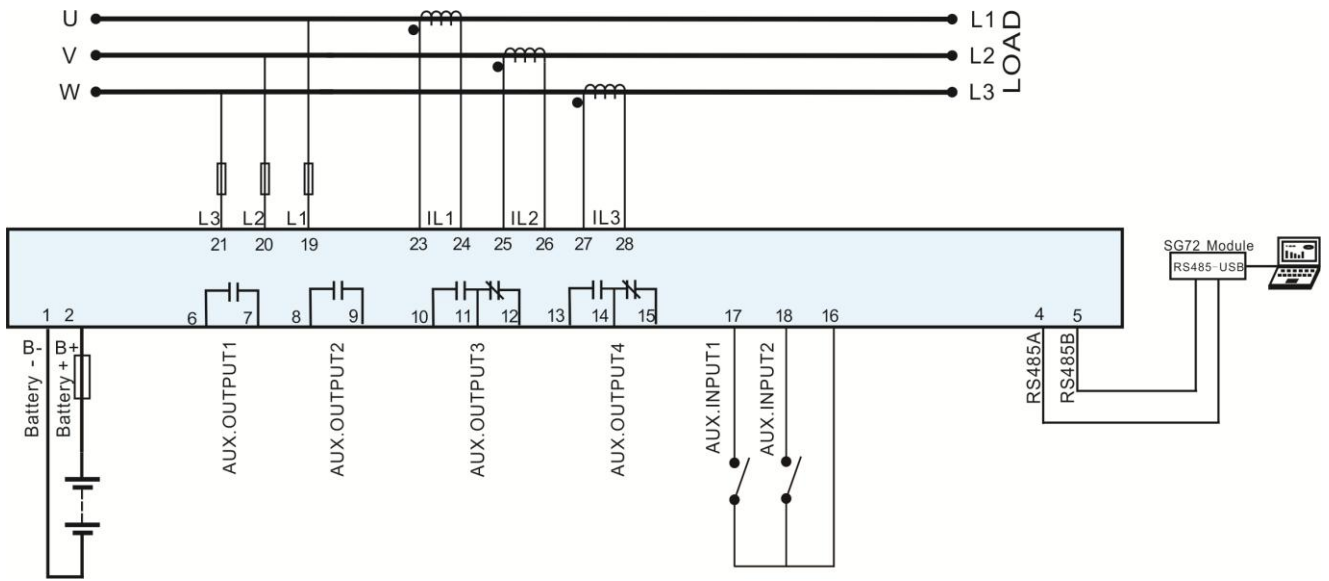 U
L1
V
L2
W
L3
LOAD
L3
L2
L1
IL1
IL2
IL3
21
20
19
23
24
25
26
27
28
SG72 Module
RS485-USB
1
2
6
7
8
9
10
11
12
13
14
15
17
18
16
4
5
B-
B+
Battery -
Battery +
AUX.OUTPUT1
AUX.OUTPUT2
AUX.OUTPUT3
AUX.OUTPUT4
AUX.INPUT1
AUX.INPUT2
RS485A
RS485B